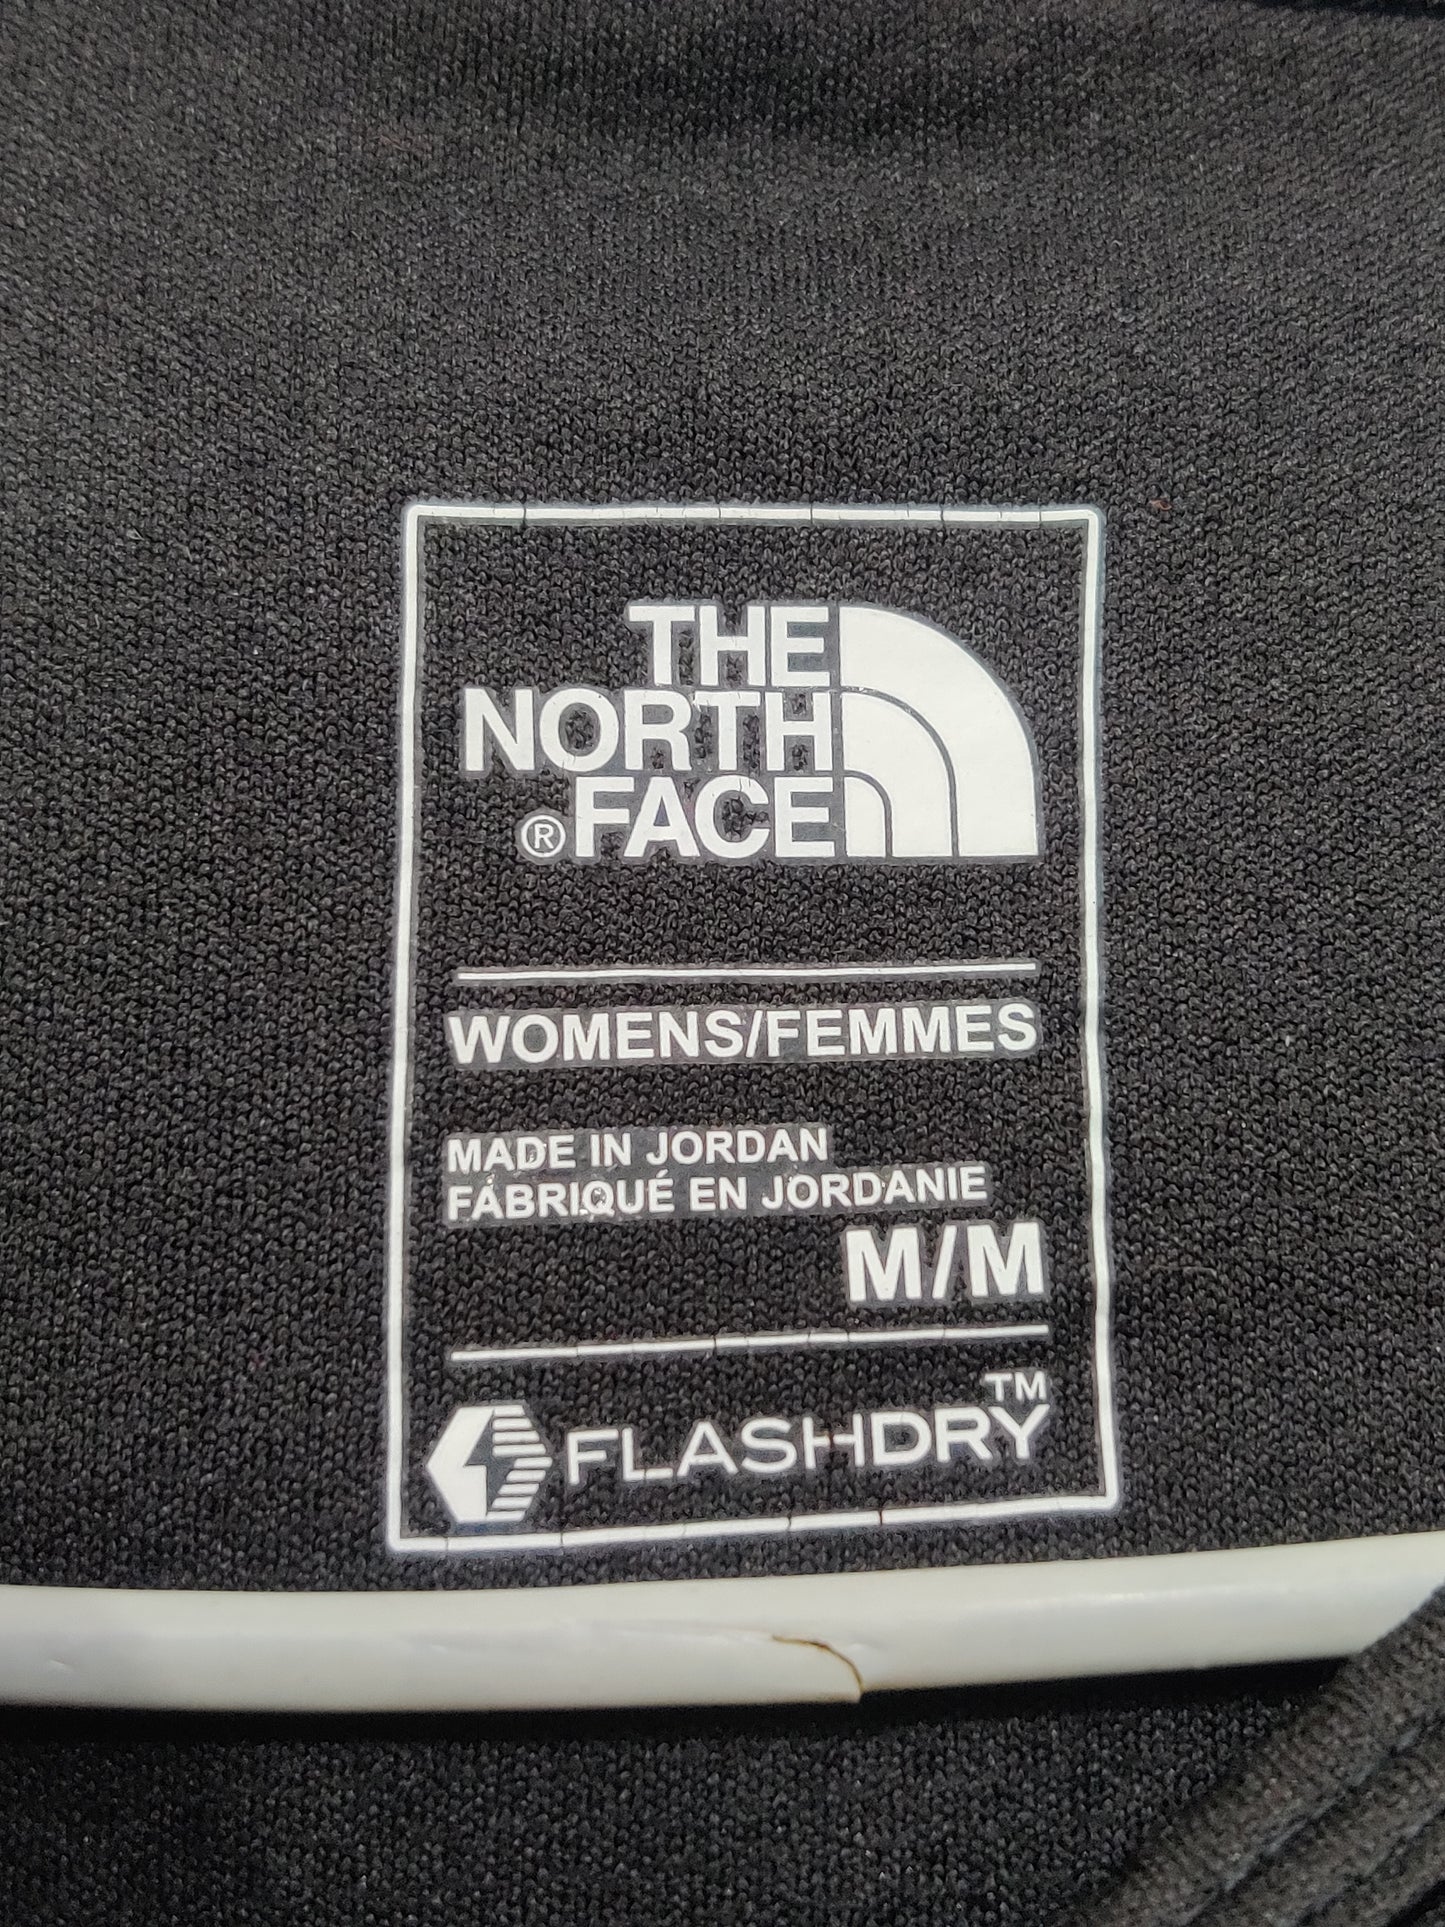 THE
NORTH
® FACE
WOMENS/FEMMES
MADE IN JORDAN
FABRIQUÉ EN JORDANIE
M/M
FLASHDRY™